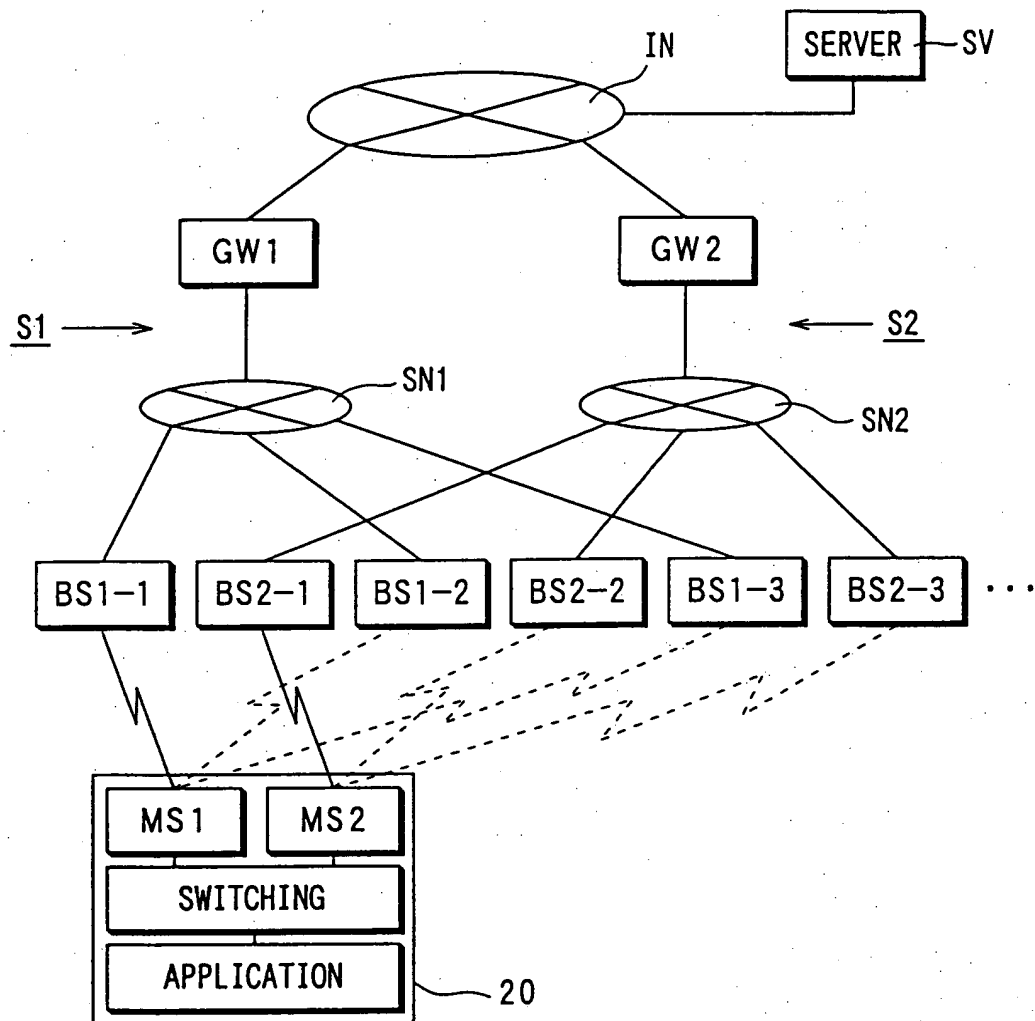 SERVER
SV
IN
GW1
GW2
S1
S2
SN1
SN2
BS1-1
BS2-1
BS1-2
BS2-2
BS1-3
BS2-3
...
MS1
MS2
SWITCHING
APPLICATION
20